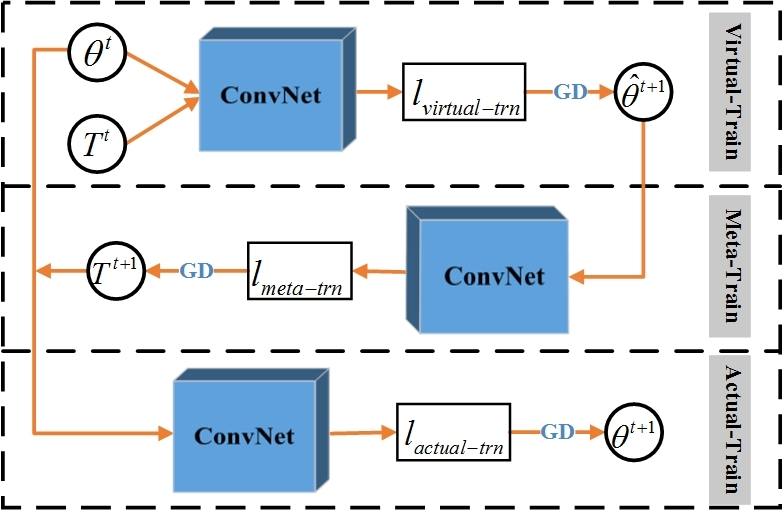 θ^t
T^t
ConvNet
l_virtual−trn
GD
θ̂^t+1
Virtual-Train
T^t+1
GD
l_meta−trn
ConvNet
Meta-Train
ConvNet
l_actual−trn
GD
θ^t+1
Actual-Train